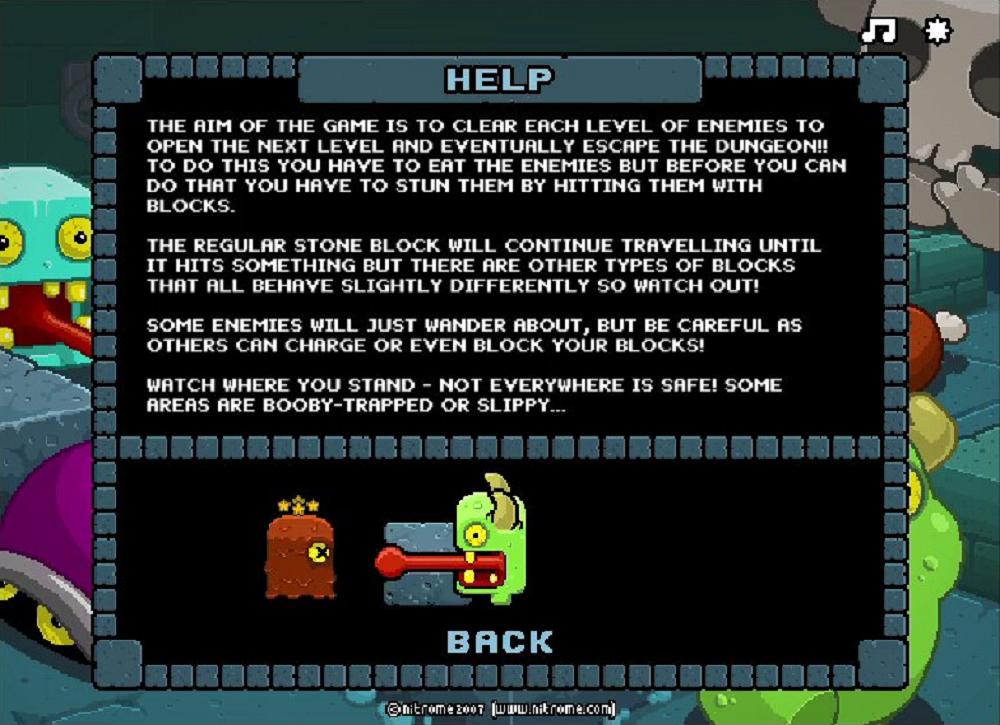 HELP
THE AIM OF THE GAME IS TO CLEAR EACH LEVEL OF ENEMIES TO
OPEN THE NEXT LEVEL AND EVENTUALLY ESCAPE THE DUNGEON!!
TO DO THIS YOU HAVE TO EAT THE ENEMIES BUT BEFORE YOU CAN
DO THAT YOU HAVE TO STUN THEM BY HITTING THEM WITH
BLOCKS.
THE REGULAR STONE BLOCK WILL CONTINUE TRAVELLING UNTIL
IT HITS SOMETHING BUT THERE ARE OTHER TYPES OF BLOCKS
THAT ALL BEHAVE SLIGHTLY DIFFERENTLY SO WATCH OUT!
SOME ENEMIES WILL JUST WANDER ABOUT, BUT BE CAREFUL AS
OTHERS CAN CHARGE OR EVEN BLOCK YOUR BLOCKS!
WATCH WHERE YOU STAND - NOT EVERYWHERE IS SAFE! SOME
AREAS ARE BOOBY-TRAPPED OR SLIPPY...
BACK
©nitrome2007 (www.nitrome.com)